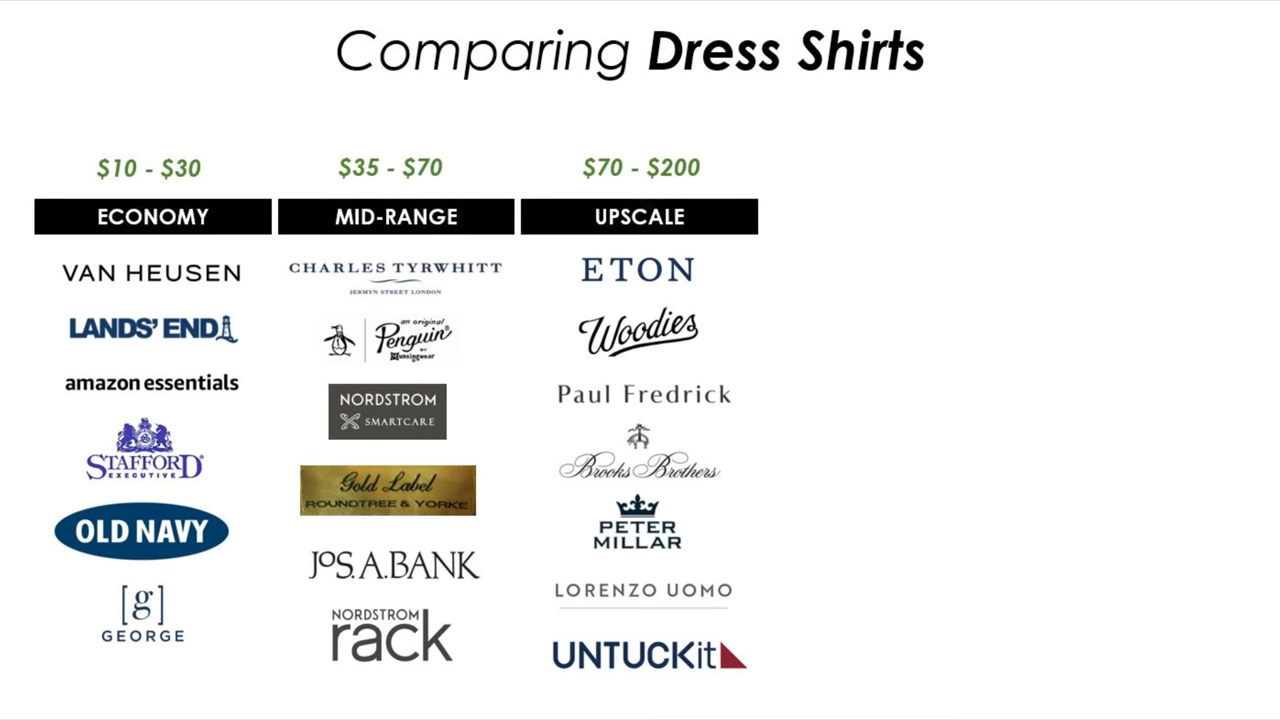 Comparing Dress Shirts
$10 - $30
ECONOMY
VAN HEUSEN
LANDS' END
amazon essentials
STAFFORD®
EXECUTIVE
OLD NAVY
[g]
GEORGE
$35 - $70
MID-RANGE
CHARLES TYRWHITT
JERMYN STREET LONDON
an original
Penguin®
BY
Munsingwear
NORDSTROM
SMARTCARE
Gold Label
ROUNDTREE & YORKE
JOS. A. BANK
NORDSTROM
rack
$70 - $200
UPSCALE
ETON
Woodies
Paul Fredrick
Brooks Brothers
PETER
MILLAR
LORENZO UOMO
UNTUCKit